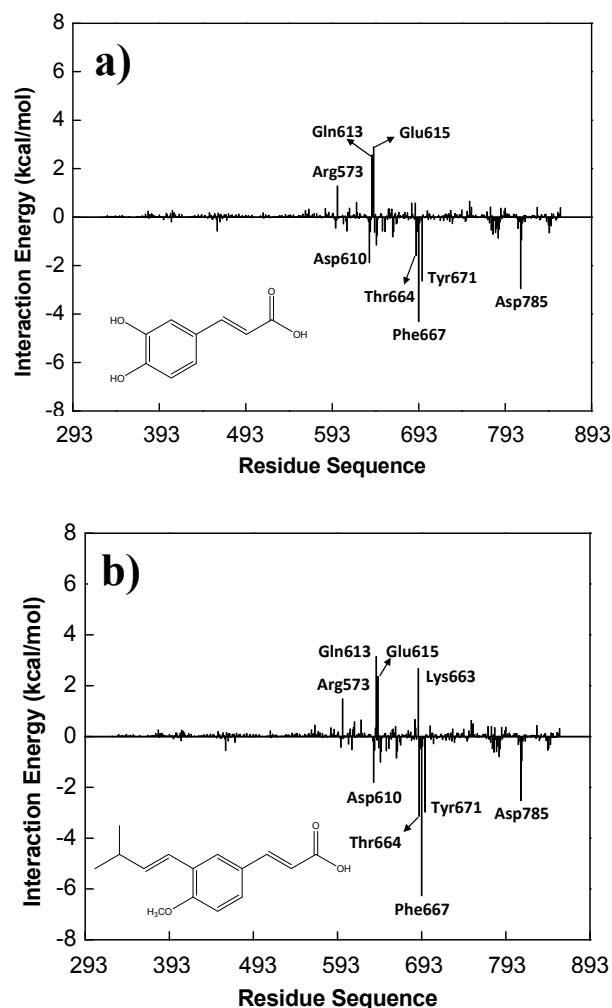 a)
Interaction Energy (kcal/mol)
8
6
4
2
0
-2
-4
-6
-8
Gln613
Glu615
Arg573
Asp610
Thr664
Tyr671
Phe667
Asp785
HO
HO
O
OH
293 393 493 593 693 793 893
Residue Sequence
b)
Interaction Energy (kcal/mol)
8
6
4
2
0
-2
-4
-6
-8
Gln613
Glu615
Arg573
Lys663
Asp610
Thr664
Tyr671
Phe667
Asp785
O
OH
H₃CO
293 393 493 593 693 793 893
Residue Sequence